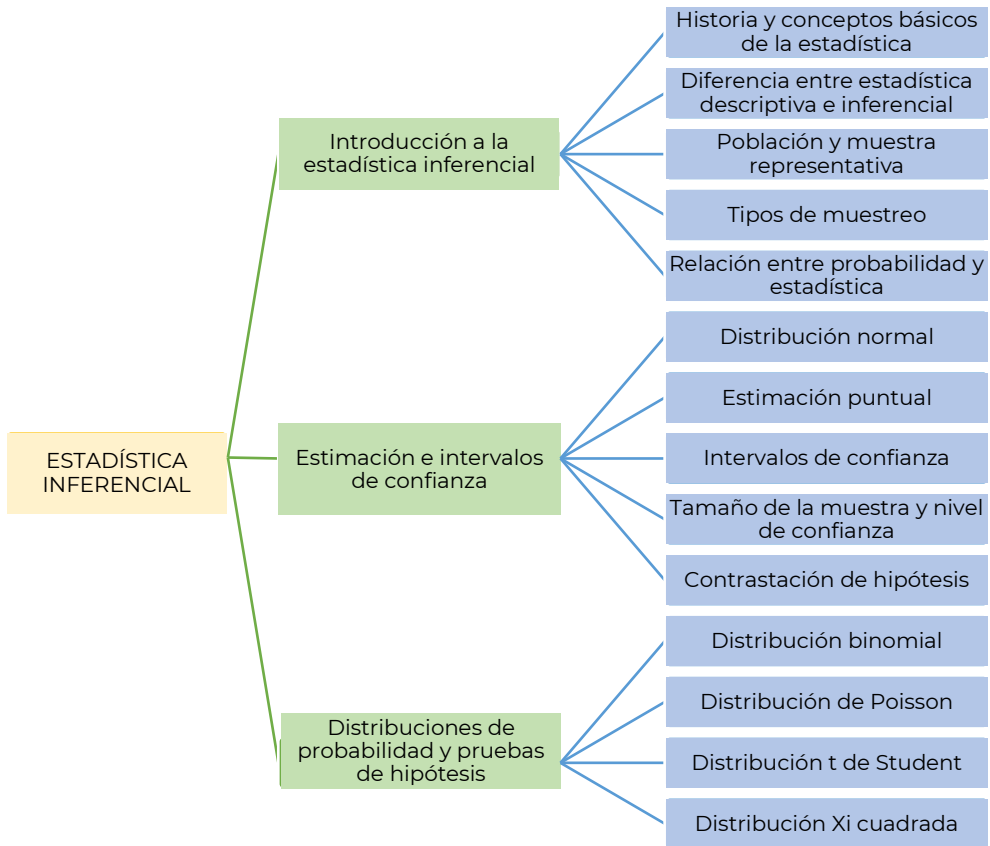 ESTADÍSTICA
INFERENCIAL
Introducción a la
estadística inferencial
Historia y conceptos básicos
de la estadística
Diferencia entre estadística
descriptiva e inferencial
Población y muestra
representativa
Tipos de muestreo
Relación entre probabilidad y
estadística
Estimación e intervalos
de confianza
Distribución normal
Estimación puntual
Intervalos de confianza
Tamaño de la muestra y nivel
de confianza
Contrastación de hipótesis
Distribuciones de
probabilidad y pruebas
de hipótesis
Distribución binomial
Distribución de Poisson
Distribución t de Student
Distribución Xi cuadrada